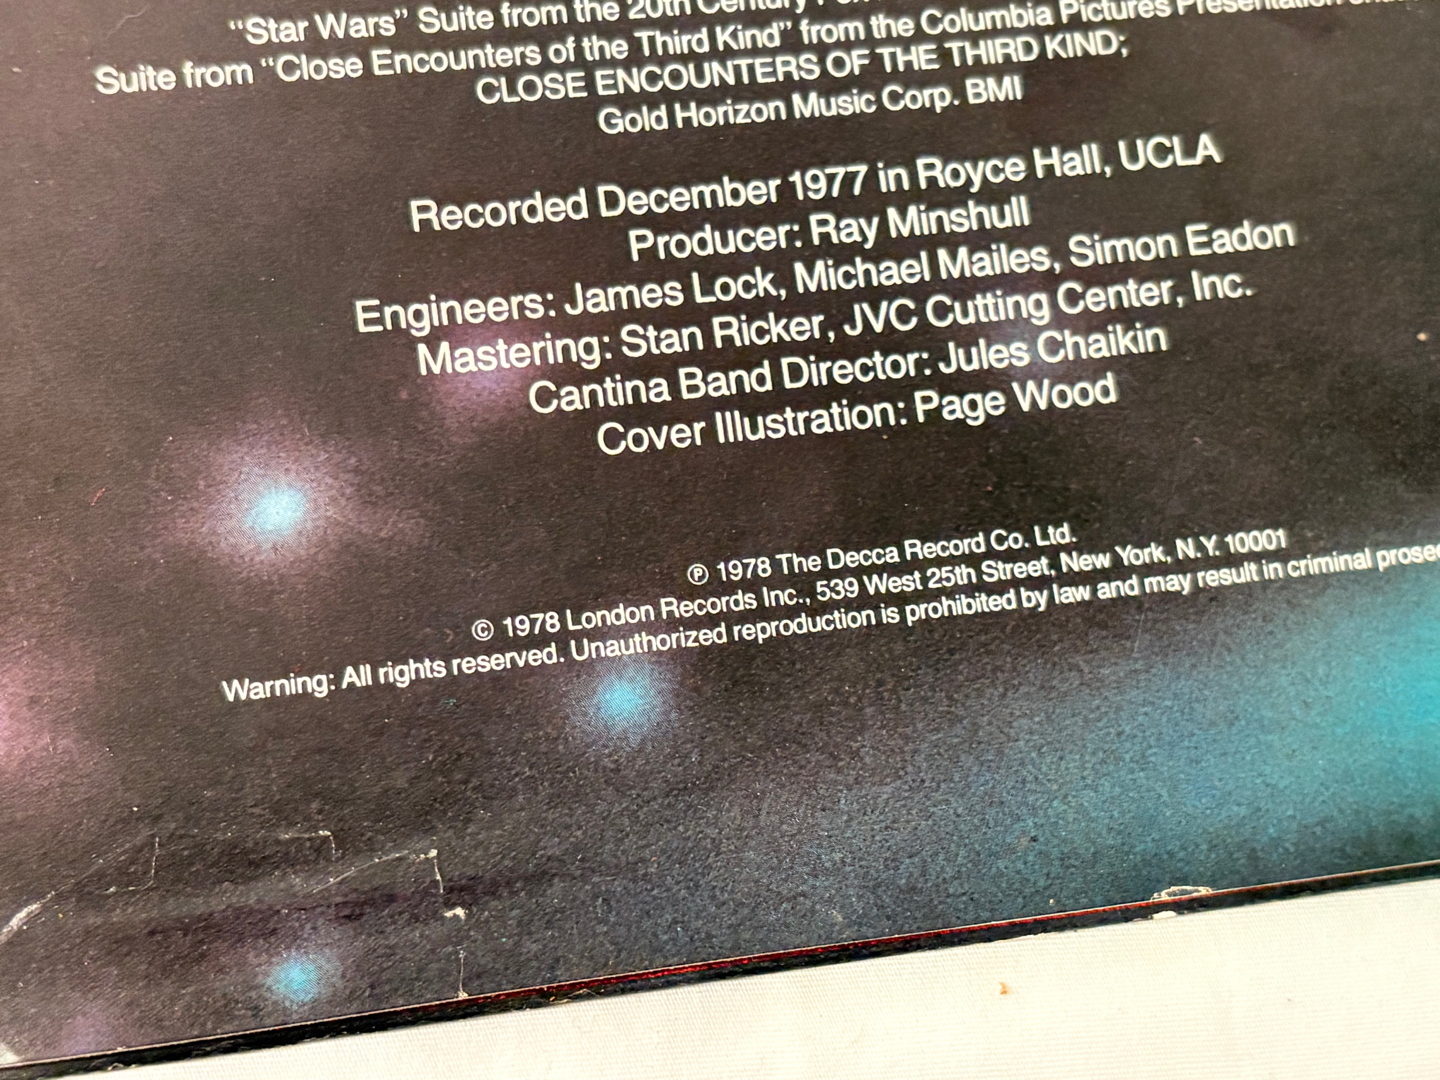 “Star Wars” Suite from the 20th Century
Suite from “Close Encounters of the Third Kind” from the Columbia Pictures Presentation
CLOSE ENCOUNTERS OF THE THIRD KIND;
Gold Horizon Music Corp. BMI
Recorded December 1977 in Royce Hall, UCLA
Producer: Ray Minshull
Engineers: James Lock, Michael Mailes, Simon Eadon
Mastering: Stan Ricker, JVC Cutting Center, Inc.
Cantina Band Director: Jules Chaikin
Cover Illustration: Page Wood
℗ 1978 The Decca Record Co. Ltd.
© 1978 London Records Inc., 539 West 25th Street, New York, N.Y. 10001
Warning: All rights reserved. Unauthorized reproduction is prohibited by law and may result in criminal